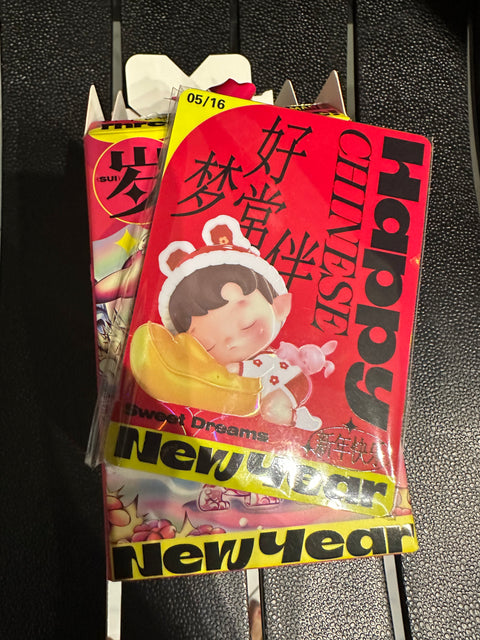 05/16
好梦常伴
Happy
CHINESE
Sweet Dreams
New Year
新年快乐
岁
SUI
New Year